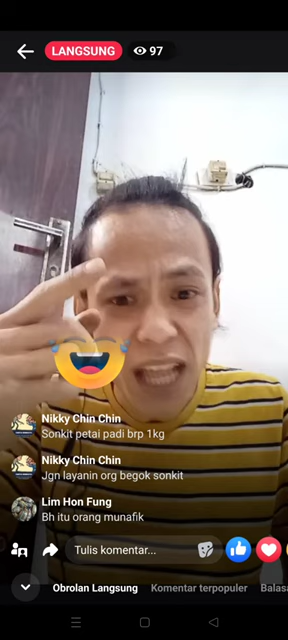 LANGSUNG 97
Nikky Chin Chin
Sonkit petai padi brp 1kg
Nikky Chin Chin
Jgn layanin org begok sonkit
Lim Hon Fung
Bh itu orang munafik
Tulis komentar...
Obrolan Langsung Komentar terpopuler Balas